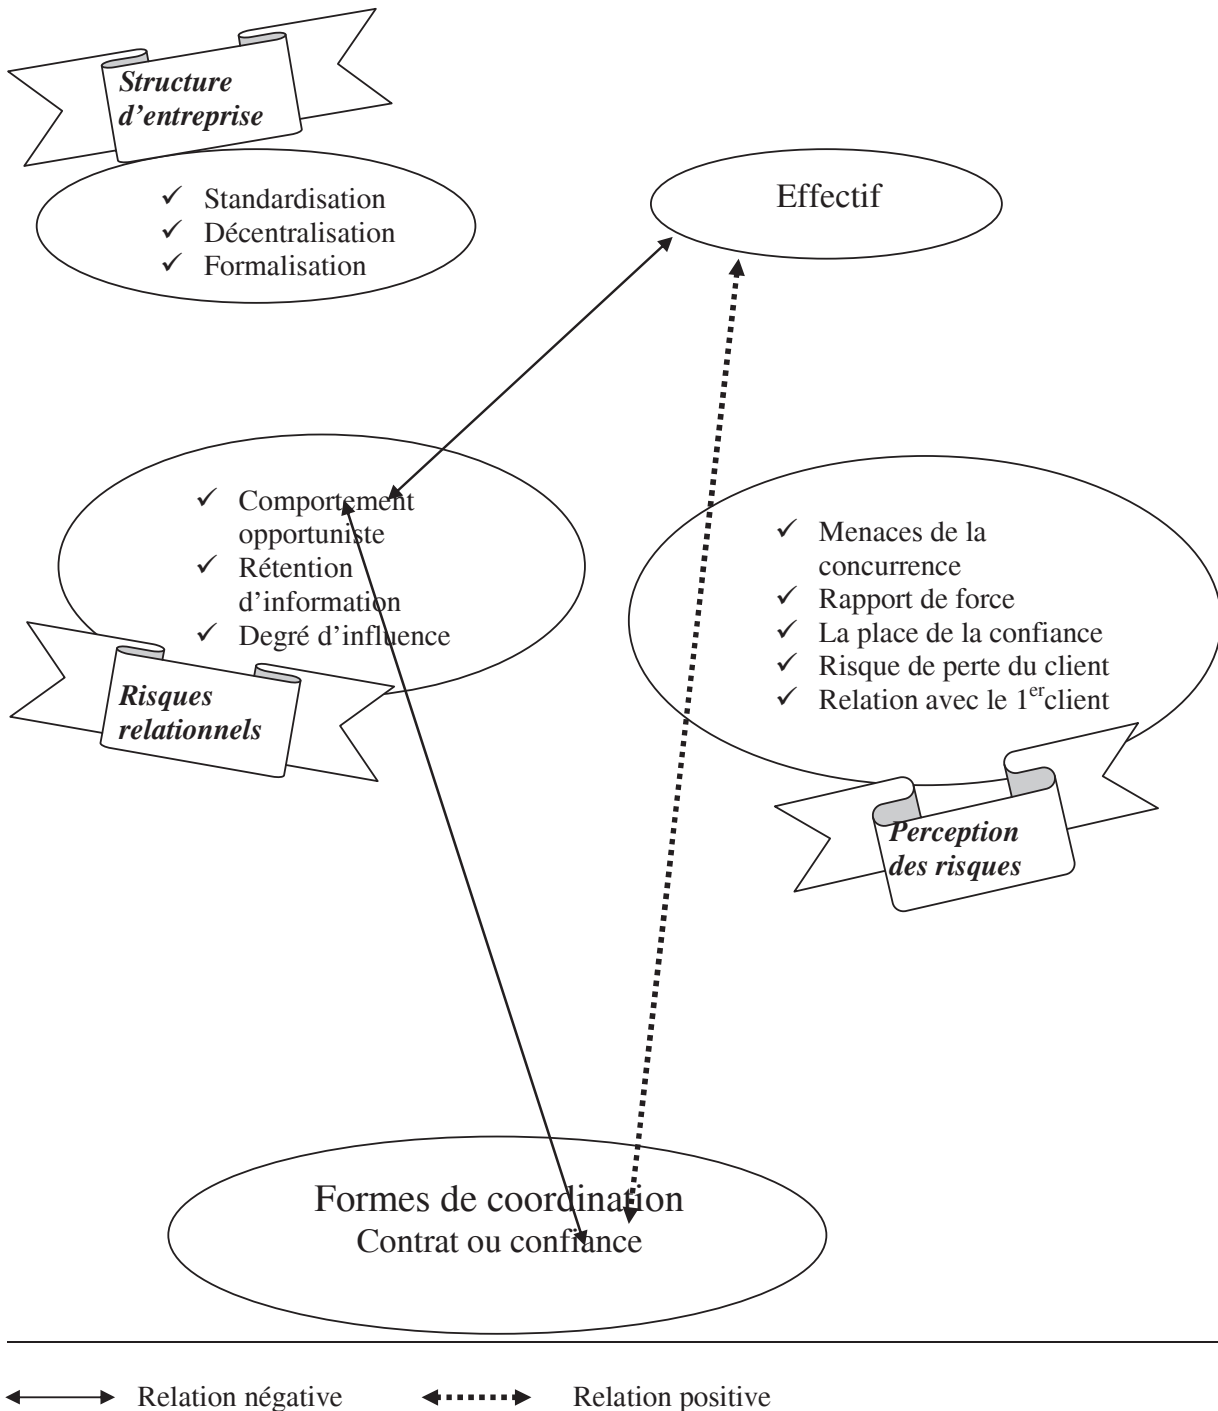 Structure
d'entreprise
✓ Standardisation
✓ Décentralisation
✓ Formalisation
Effectif
✓ Comportement
opportuniste
✓ Rétention
d'information
✓ Degré d'influence
Risques
relationnels
✓ Menaces de la
concurrence
✓ Rapport de force
✓ La place de la confiance
✓ Risque de perte du client
✓ Relation avec le 1er client
Perception
des risques
Formes de coordination
Contrat ou confiance
Relation négative
Relation positive